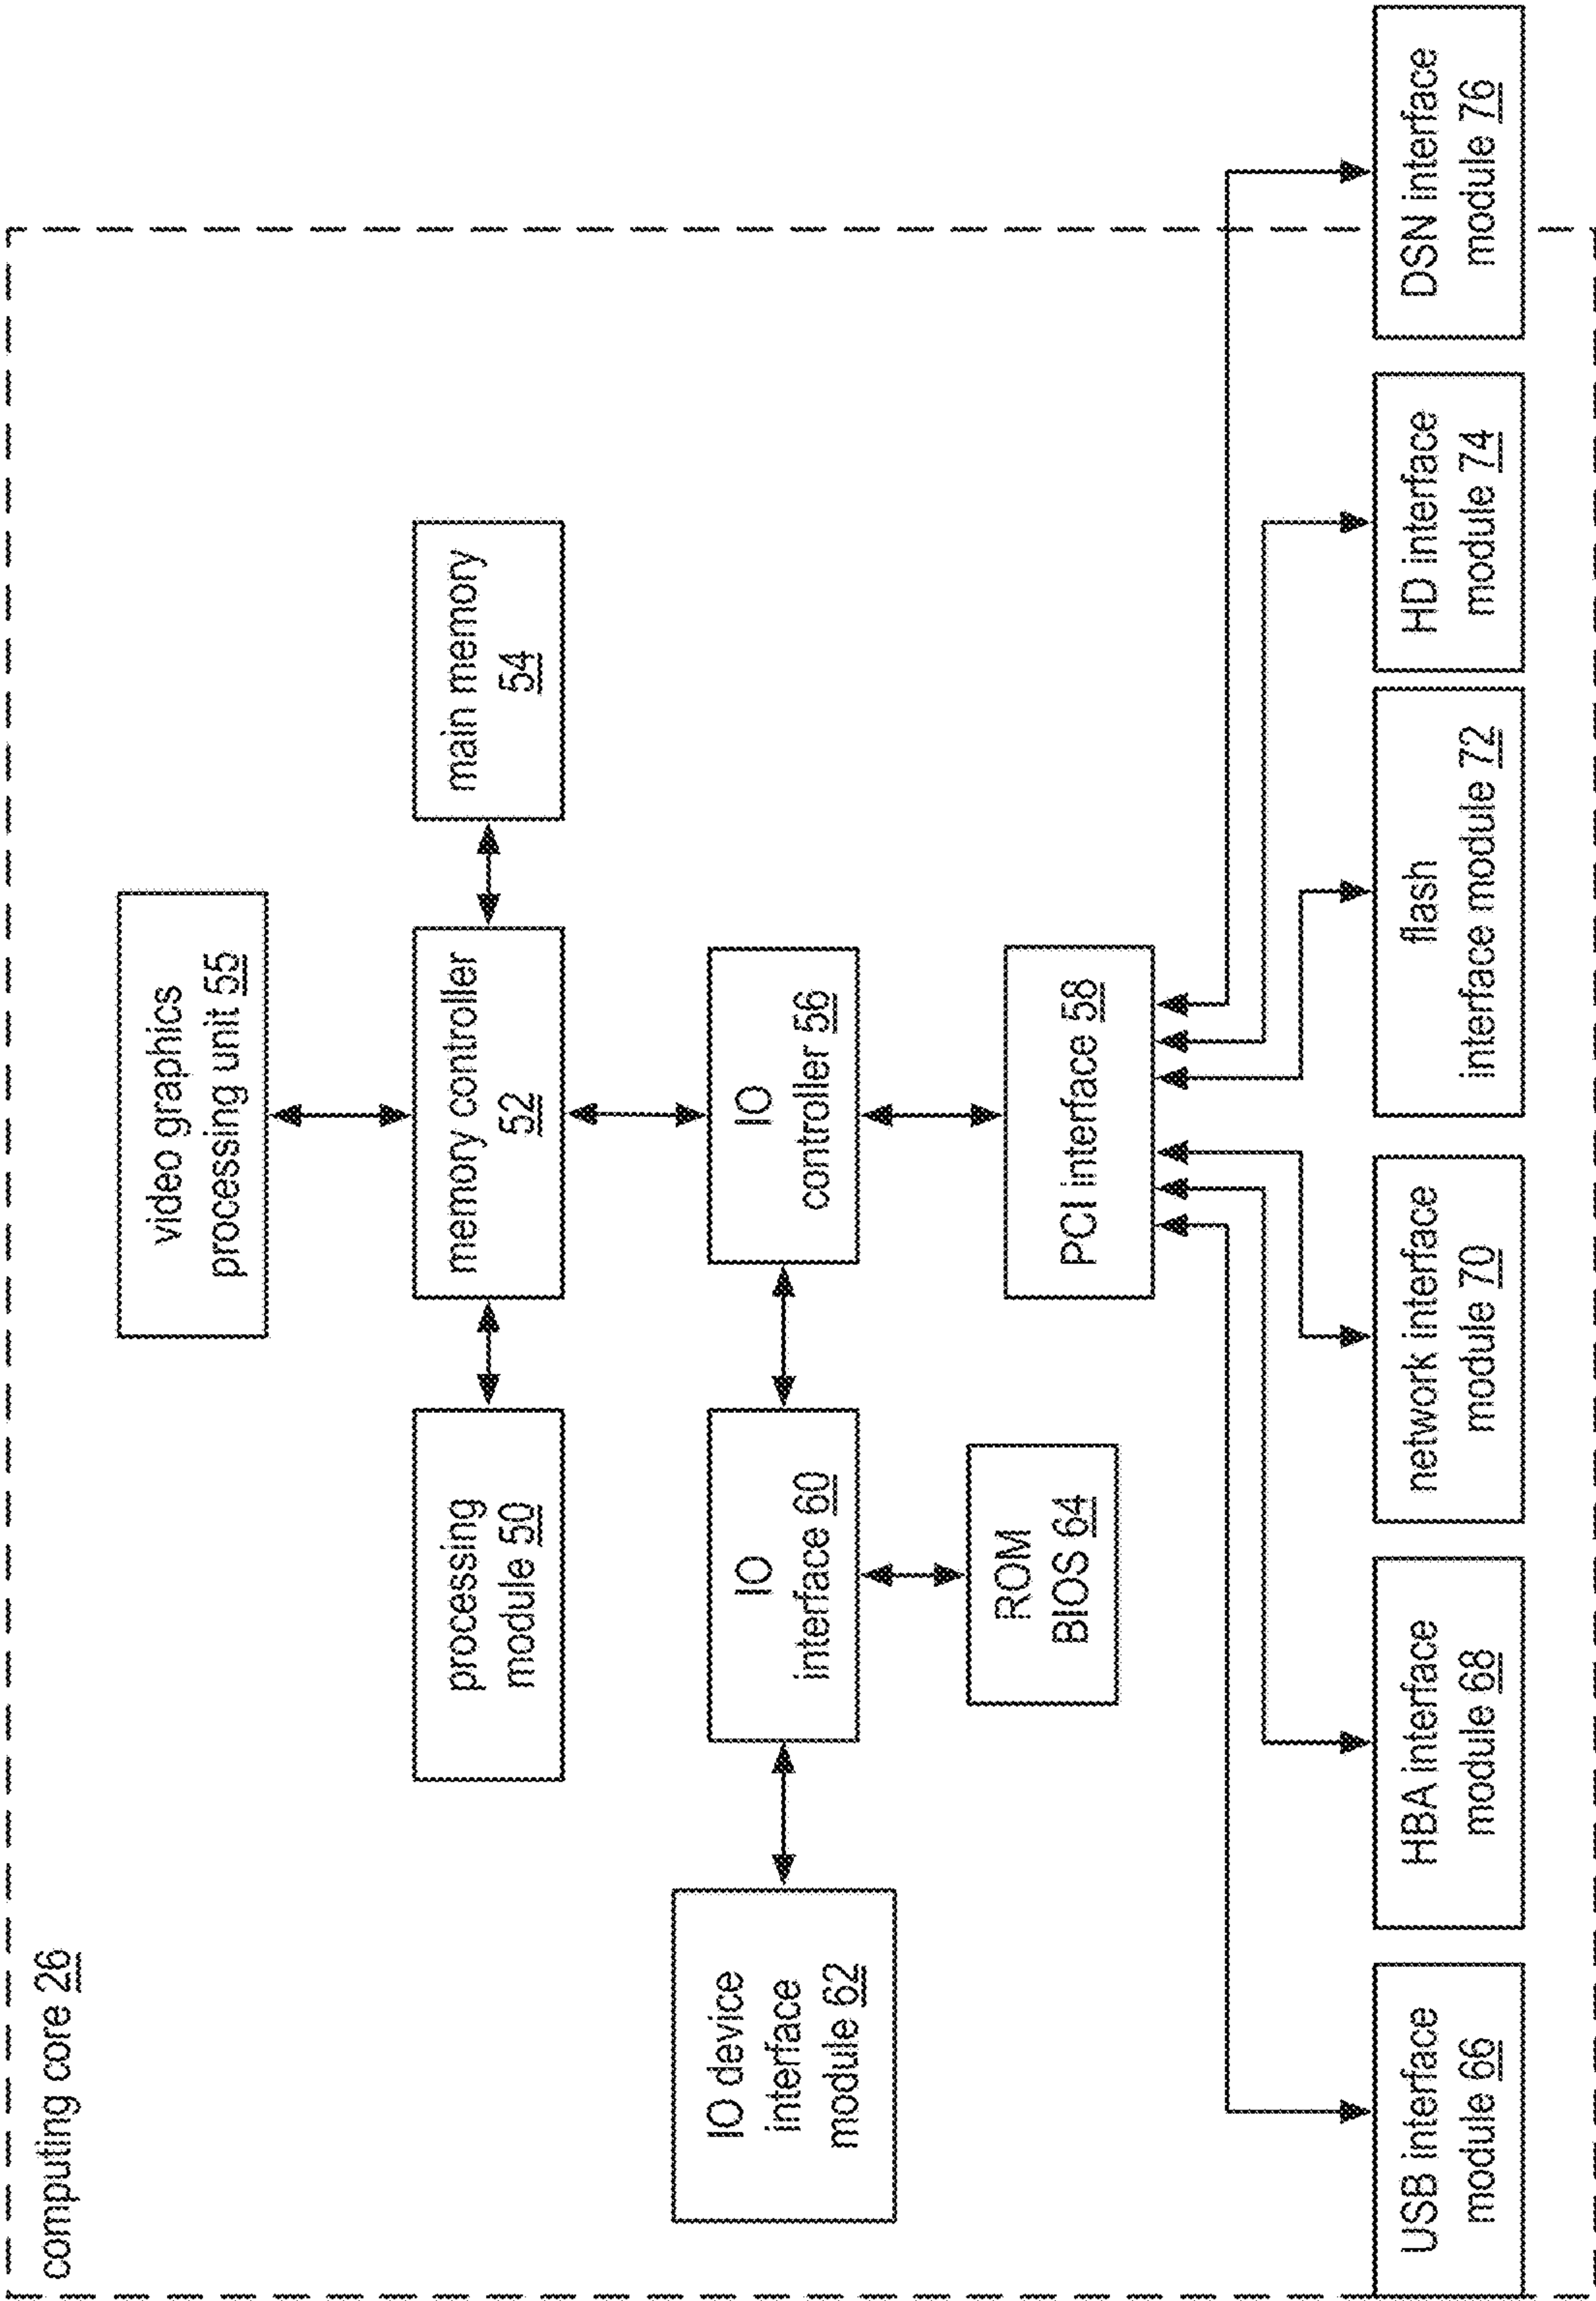 computing core 26
video graphics
processing unit 55
processing
module 50
memory controller
52
main memory
54
IO device
interface
module 62
IO
interface 60
IO
controller 56
ROM
BIOS 64
PCI interface 58
USB interface
module 66
HBA interface
module 68
network interface
module 70
flash
interface module 72
HD interface
module 74
DSN interface
module 76